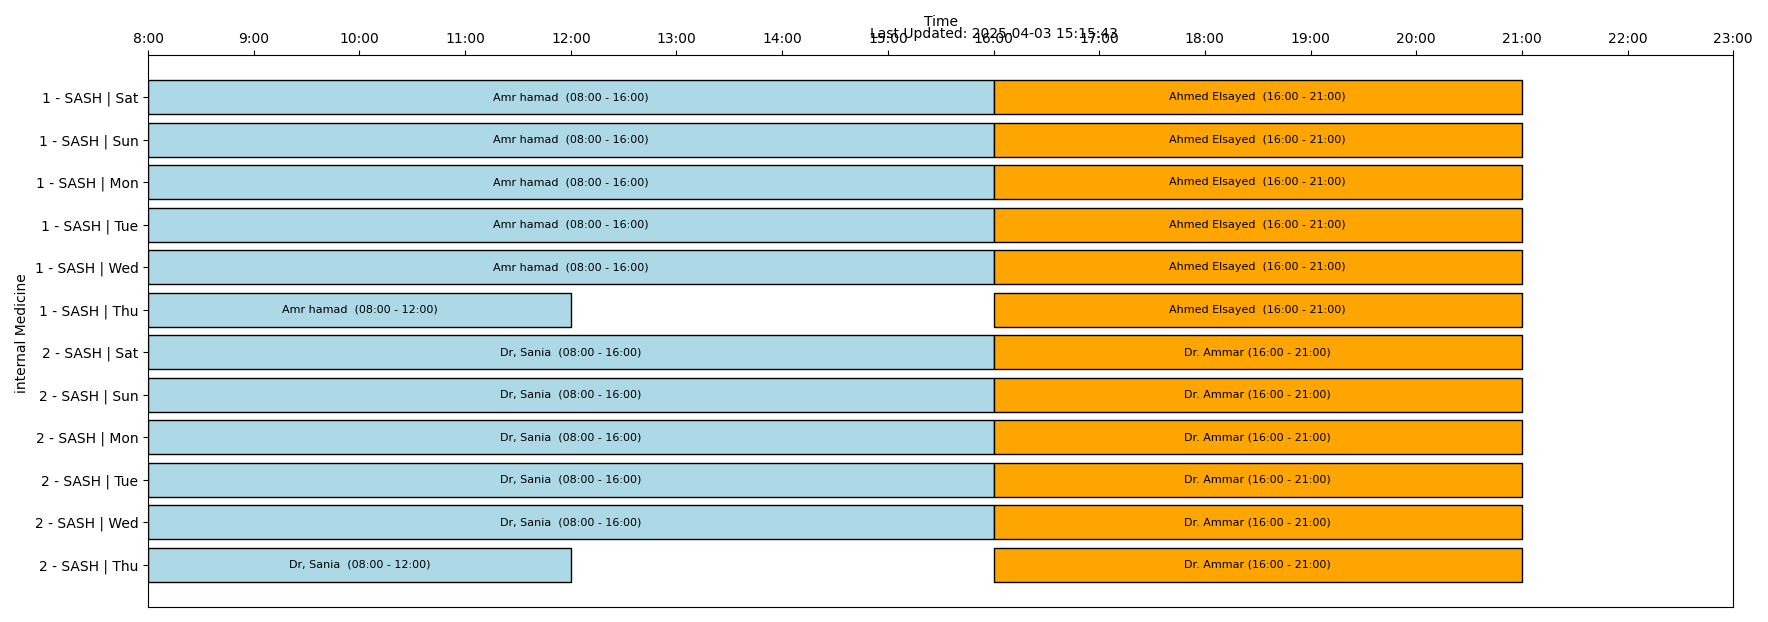 Time
Last Updated: 2025-04-03 15:15:43
8:00 9:00 10:00 11:00 12:00 13:00 14:00 15:00 16:00 17:00 18:00 19:00 20:00 21:00 22:00 23:00
internal Medicine
1 - SASH | Sat Amr hamad (08:00 - 16:00) Ahmed Elsayed (16:00 - 21:00)
1 - SASH | Sun Amr hamad (08:00 - 16:00) Ahmed Elsayed (16:00 - 21:00)
1 - SASH | Mon Amr hamad (08:00 - 16:00) Ahmed Elsayed (16:00 - 21:00)
1 - SASH | Tue Amr hamad (08:00 - 16:00) Ahmed Elsayed (16:00 - 21:00)
1 - SASH | Wed Amr hamad (08:00 - 16:00) Ahmed Elsayed (16:00 - 21:00)
1 - SASH | Thu Amr hamad (08:00 - 12:00) Ahmed Elsayed (16:00 - 21:00)
2 - SASH | Sat Dr, Sania (08:00 - 16:00) Dr. Ammar (16:00 - 21:00)
2 - SASH | Sun Dr, Sania (08:00 - 16:00) Dr. Ammar (16:00 - 21:00)
2 - SASH | Mon Dr, Sania (08:00 - 16:00) Dr. Ammar (16:00 - 21:00)
2 - SASH | Tue Dr, Sania (08:00 - 16:00) Dr. Ammar (16:00 - 21:00)
2 - SASH | Wed Dr, Sania (08:00 - 16:00) Dr. Ammar (16:00 - 21:00)
2 - SASH | Thu Dr, Sania (08:00 - 12:00) Dr. Ammar (16:00 - 21:00)